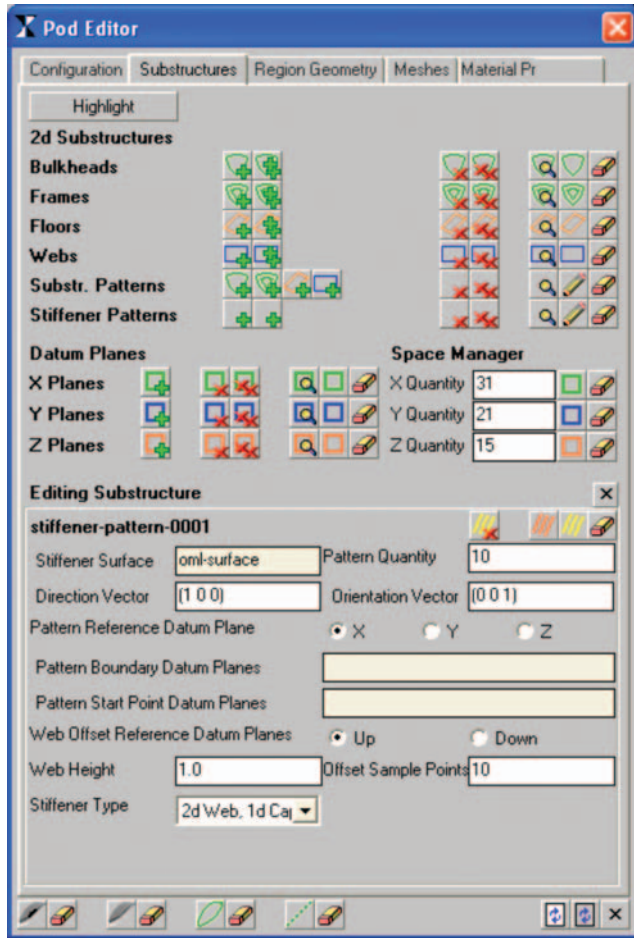 Pod Editor
Configuration Substructures Region Geometry Meshes Material Pr
Highlight
2d Substructures
Bulkheads
Frames
Floors
Webs
Substr. Patterns
Stiffener Patterns
Datum Planes Space Manager
X Planes X Quantity 31
Y Planes Y Quantity 21
Z Planes Z Quantity 15
Editing Substructure
stiffener-pattern-0001
Stiffener Surface oml-surface Pattern Quantity 10
Direction Vector (1 0 0) Orientation Vector (0 0 1)
Pattern Reference Datum Plane X Y Z
Pattern Boundary Datum Planes
Pattern Start Point Datum Planes
Web Offset Reference Datum Planes Up Down
Web Height 1.0 Offset Sample Points 10
Stiffener Type 2d Web, 1d Ca